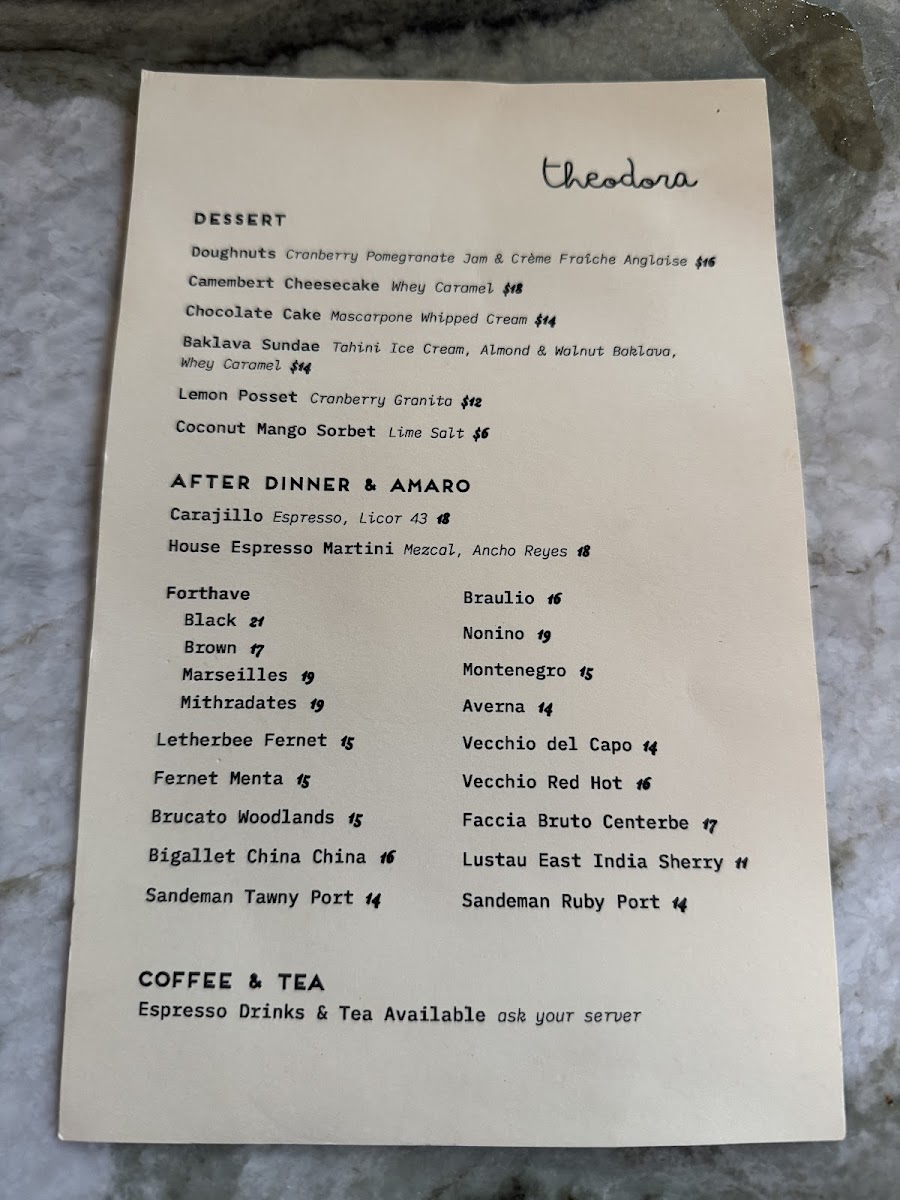 theodora
DESSERT
Doughnuts Cranberry Pomegranate Jam & Crème Fraîche Anglaise $16
Camembert Cheesecake Whey Caramel $18
Chocolate Cake Mascarpone Whipped Cream $14
Baklava Sundae Tahini Ice Cream, Almond & Walnut Baklava,
Whey Caramel $14
Lemon Posset Cranberry Granita $12
Coconut Mango Sorbet Lime Salt $6
AFTER DINNER & AMARO
Carajillo Espresso, Licor 43 18
House Espresso Martini Mezcal, Ancho Reyes 18
Forthave
Black 21
Brown 17
Marseilles 19
Mithradates 19
Letherbee Fernet 15
Fernet Menta 15
Brucato Woodlands 15
Bigallet China China 16
Sandeman Tawny Port 14
Braulio 16
Nonino 19
Montenegro 15
Averna 14
Vecchio del Capo 14
Vecchio Red Hot 16
Faccia Bruto Centerbe 17
Lustau East India Sherry 11
Sandeman Ruby Port 14
COFFEE & TEA
Espresso Drinks & Tea Available ask your server